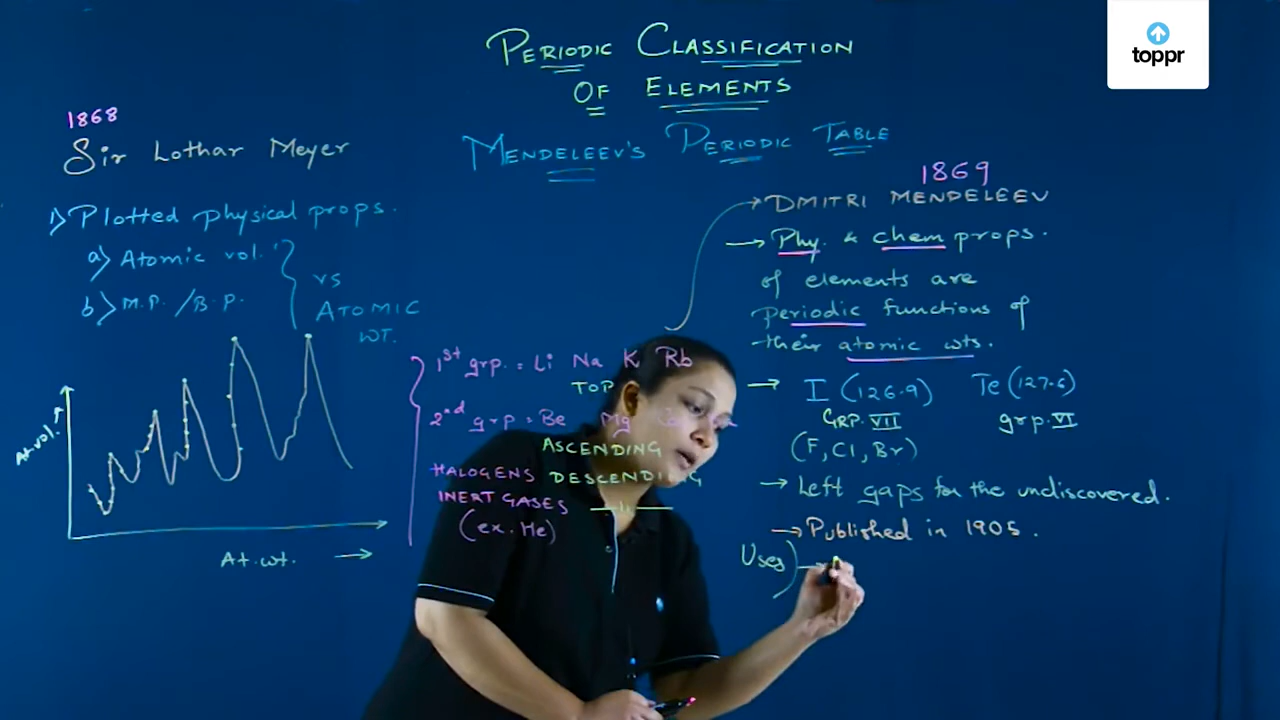 PERIODIC CLASSIFICATION
OF ELEMENTS
MENDELEEV'S PERIODIC TABLE
toppr
1868
Sir Lothar Meyer
1) Plotted physical props.
a) Atomic vol.
b) M.P. / B.P.
vs
ATOMIC
WT.
At. vol. →
At. wt. →
1st grp. = Li Na K Rb
TOP
2nd grp = Be Mg
ASCENDING
HALOGENS DESCENDING
INERT GASES
(ex. He)
1869
→ DMITRI MENDELEEV
→ Phy. & chem props.
of elements are
periodic functions of
their atomic wts.
→ I (126.9) Te (127.6)
GRP. VII grp. VI
(F, Cl, Br)
→ Left gaps for the undiscovered.
→ Published in 1905.
Uses) →